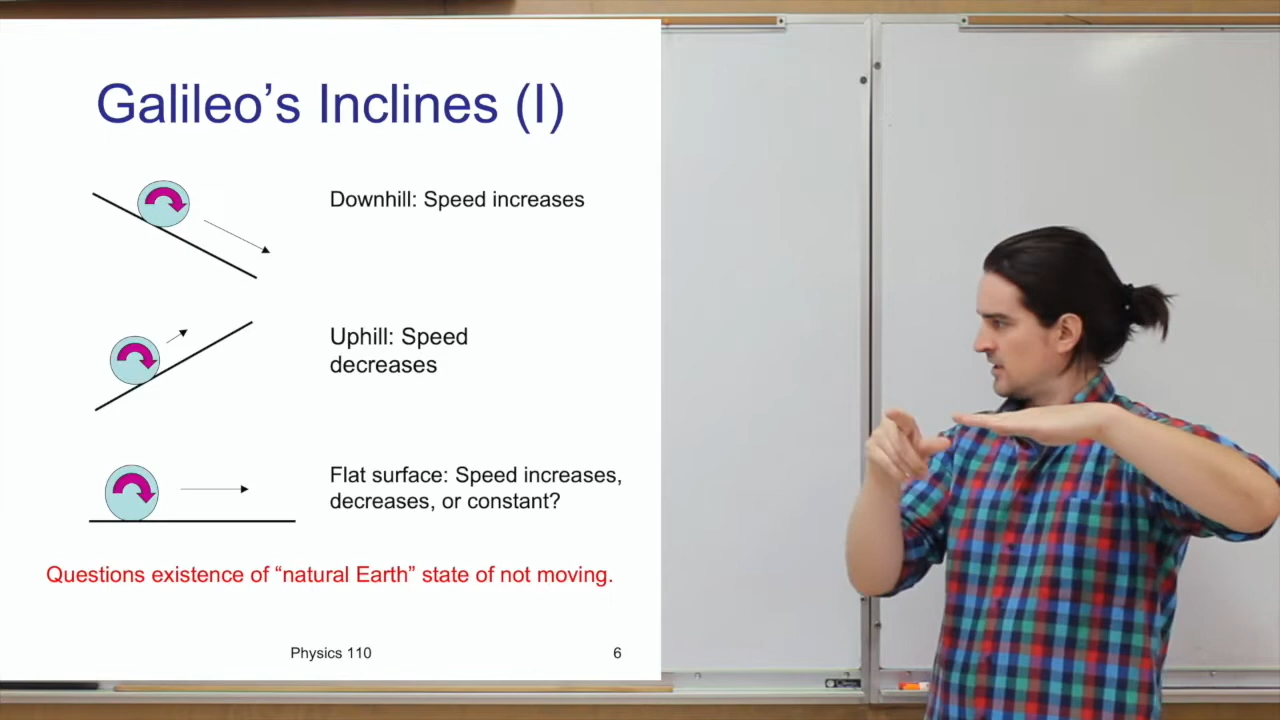 Galileo’s Inclines (I)
Downhill: Speed increases
Uphill: Speed
decreases
Flat surface: Speed increases,
decreases, or constant?
Questions existence of “natural Earth” state of not moving.
Physics 110
6